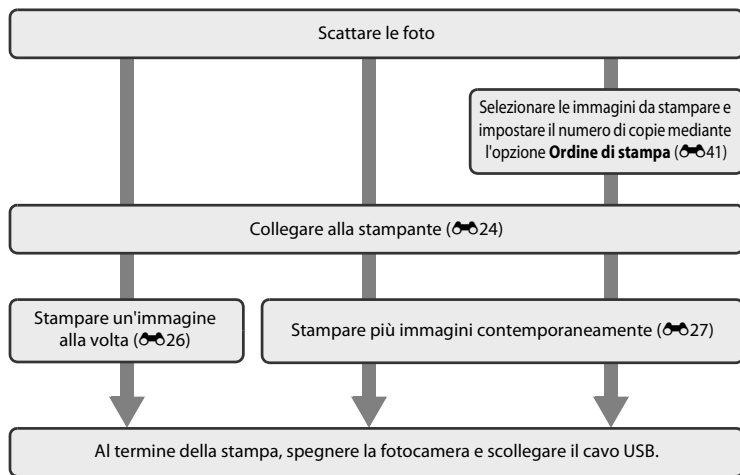 Scattare le foto
Selezionare le immagini da stampare e
impostare il numero di copie mediante
l'opzione Ordine di stampa (41)
Collegare alla stampante (24)
Stampare un'immagine
alla volta (26)
Stampare più immagini contemporaneamente (27)
Al termine della stampa, spegnere la fotocamera e scollegare il cavo USB.